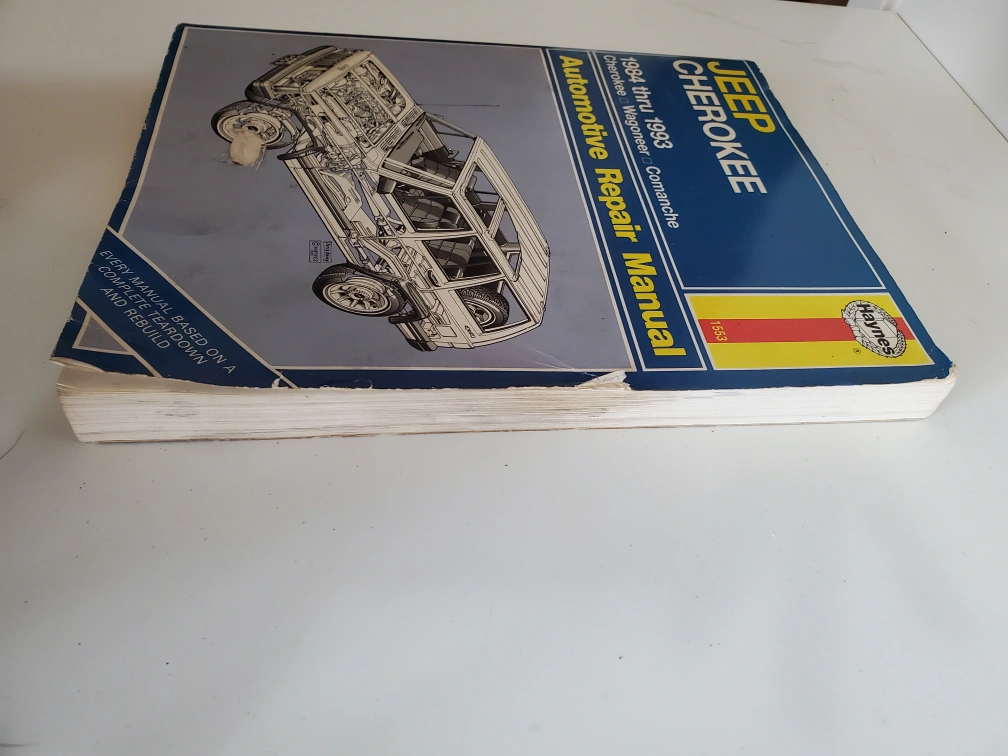 JEEP
CHEROKEE
1984 thru 1993
Cherokee □ Wagoneer □ Comanche
Automotive Repair Manual
Haynes
®
1553
EVERY MANUAL BASED ON A
COMPLETE TEARDOWN
AND REBUILD